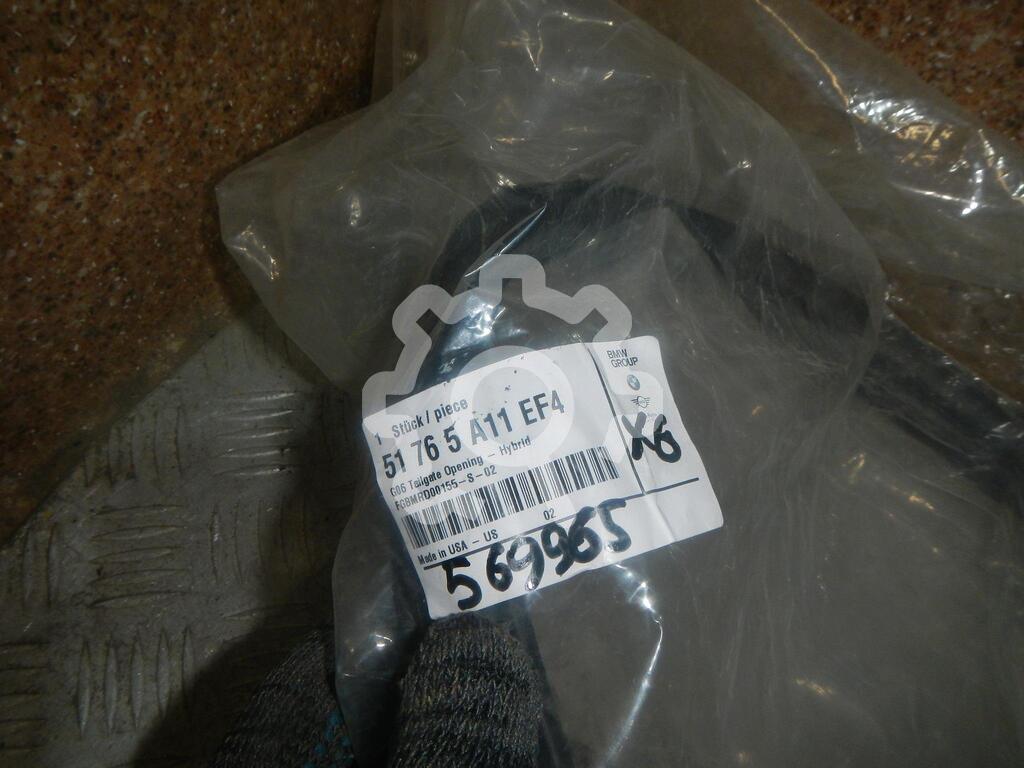 1 Stück / piece
51 76 5 A11 EF4
G06 Tailgate Opening - Hybrid
FGBMRD00155-S-02
Made in USA - US 02
BMW
GROUP
X6
569965